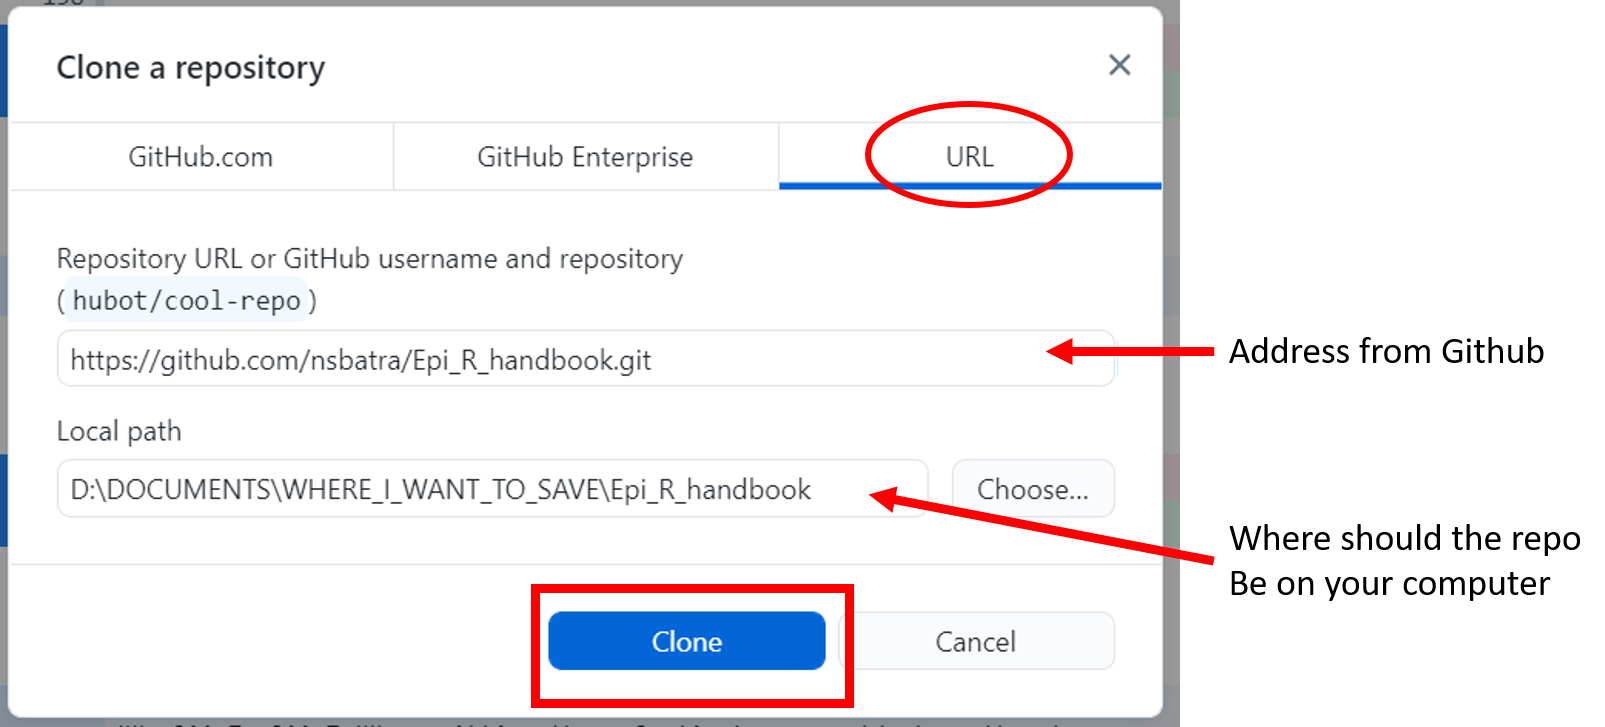 Clone a repository
GitHub.com
GitHub Enterprise
URL
Repository URL or GitHub username and repository
(hubot/cool-repo)
https://github.com/nsbatra/Epi_R_handbook.git
Address from Github
Local path
D:\DOCUMENTS\WHERE_I_WANT_TO_SAVE\Epi_R_handbook
Choose...
Where should the repo
Be on your computer
Clone
Cancel